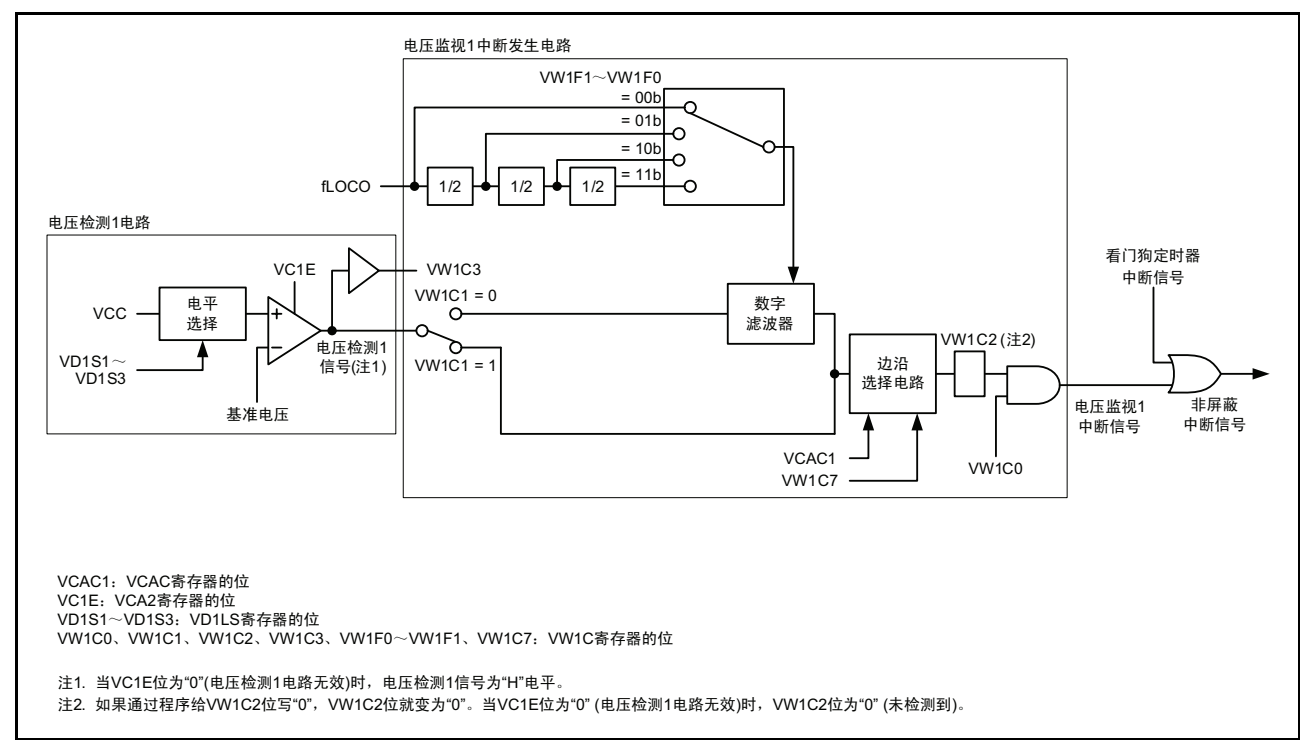 电压监视1中断发生电路
VW1F1～VW1F0
= 00b
= 01b
= 10b
= 11b
fLOCO
1/2
1/2
1/2
电压检测1电路
VC1E
VW1C3
VCC
电平
选择
+
−
VW1C1 = 0
数字
滤波器
看门狗定时器
中断信号
VD1S1～
VD1S3
电压检测1
信号(注1)
VW1C1 = 1
基准电压
边沿
选择电路
VW1C2 (注2)
电压监视1
中断信号
非屏蔽
中断信号
VCAC1
VW1C7
VW1C0
VCAC1：VCAC寄存器的位
VC1E：VCA2寄存器的位
VD1S1～VD1S3：VD1LS寄存器的位
VW1C0、VW1C1、VW1C2、VW1C3、VW1F0～VW1F1、VW1C7：VW1C寄存器的位
注1. 当VC1E位为“0”(电压检测1电路无效)时，电压检测1信号为“H”电平。
注2. 如果通过程序给VW1C2位写“0”，VW1C2位就变为“0”。当VC1E位为“0” (电压检测1电路无效)时，VW1C2位为“0” (未检测到)。